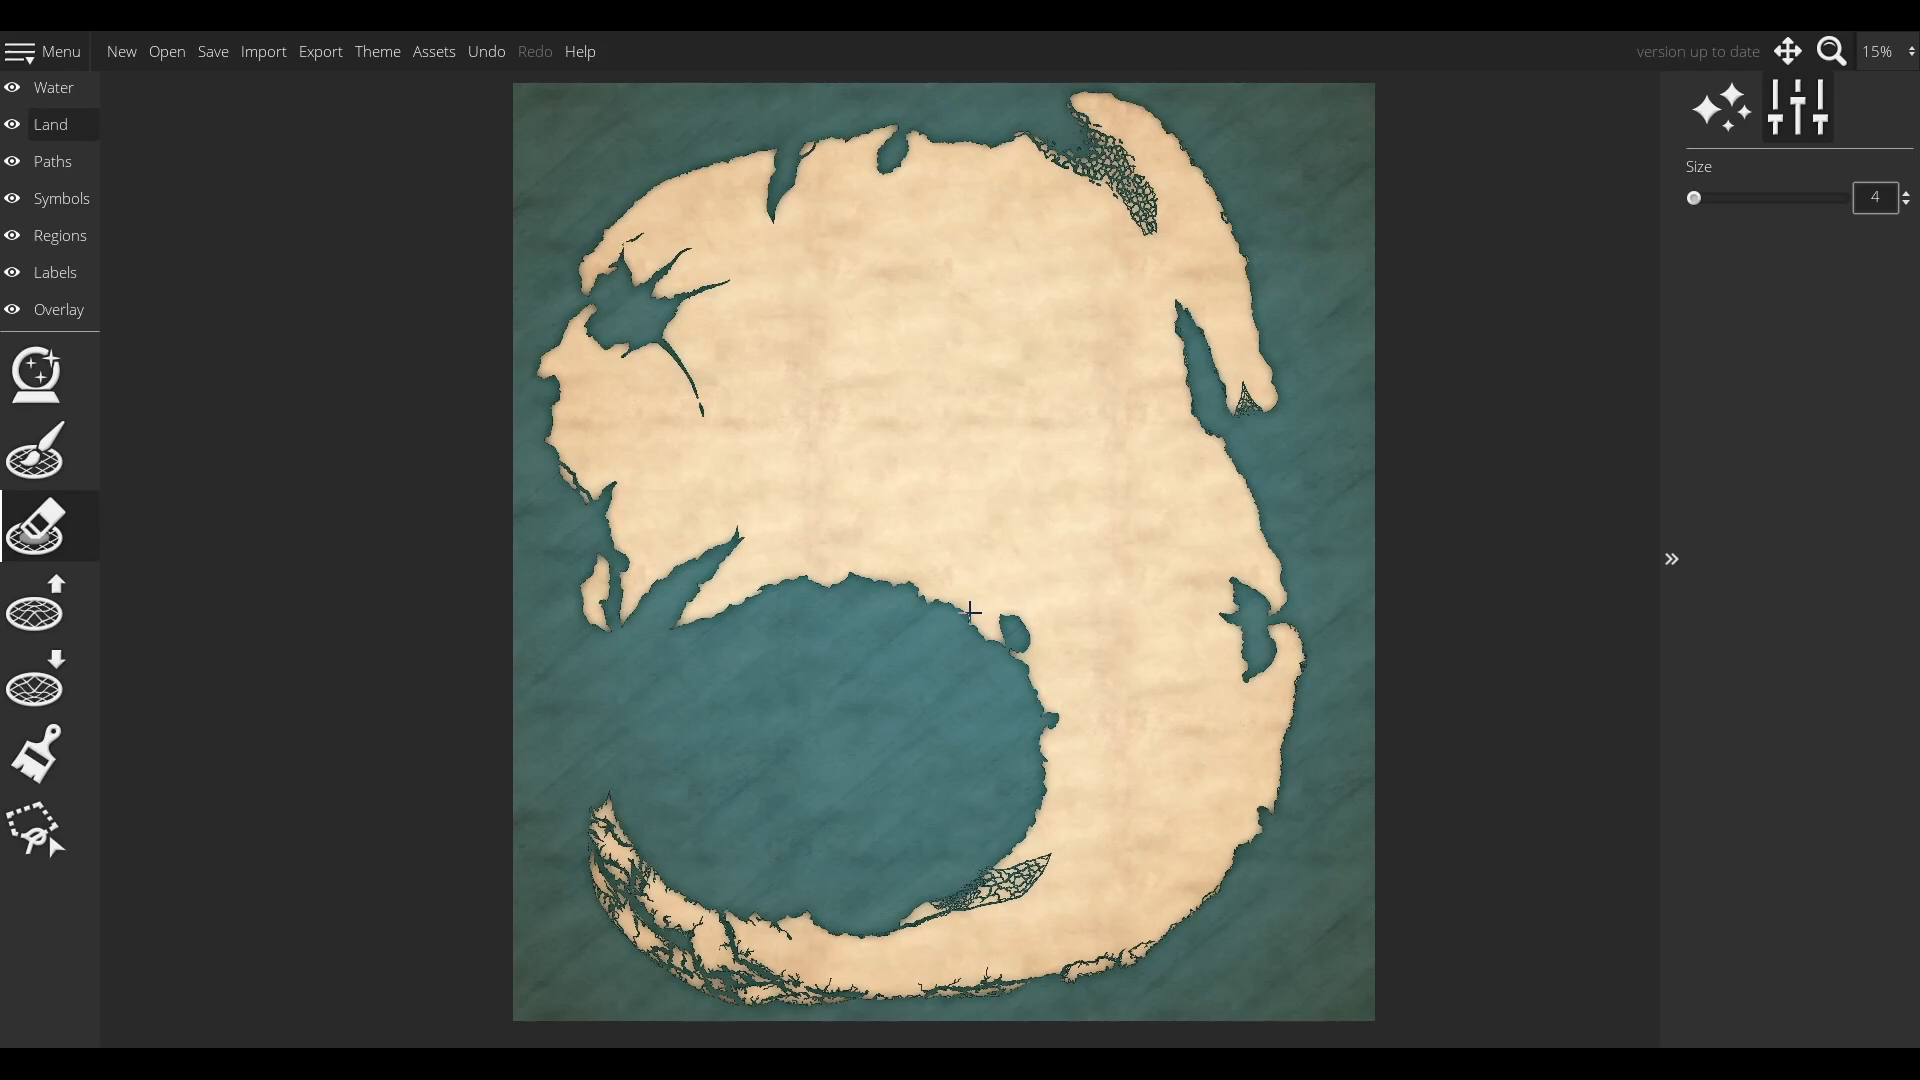 Menu New Open Save Import Export Theme Assets Undo Redo Help version up to date 15%
Water
Land
Paths
Symbols
Regions
Labels
Overlay
Size
4